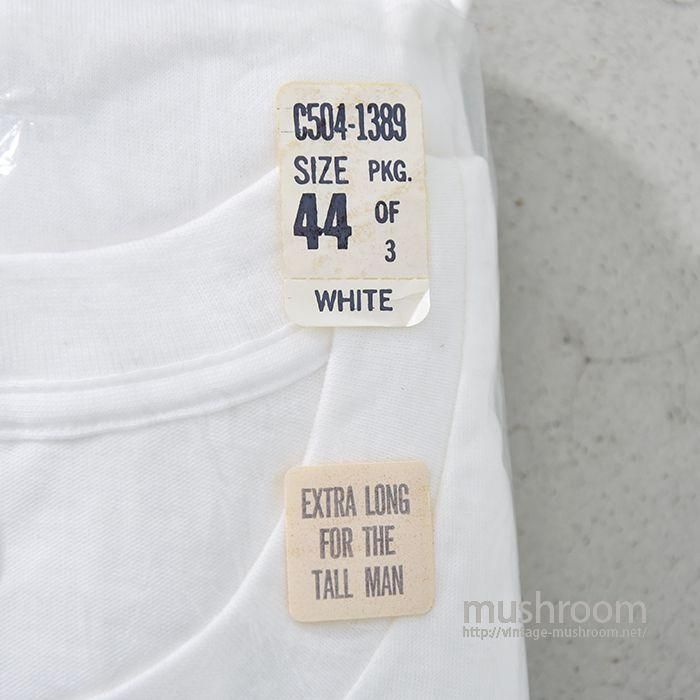 C504-1389
SIZE PKG.
44 OF 3
WHITE
EXTRA LONG
FOR THE
TALL MAN
mushroom
http://vintage-mushroom.net/